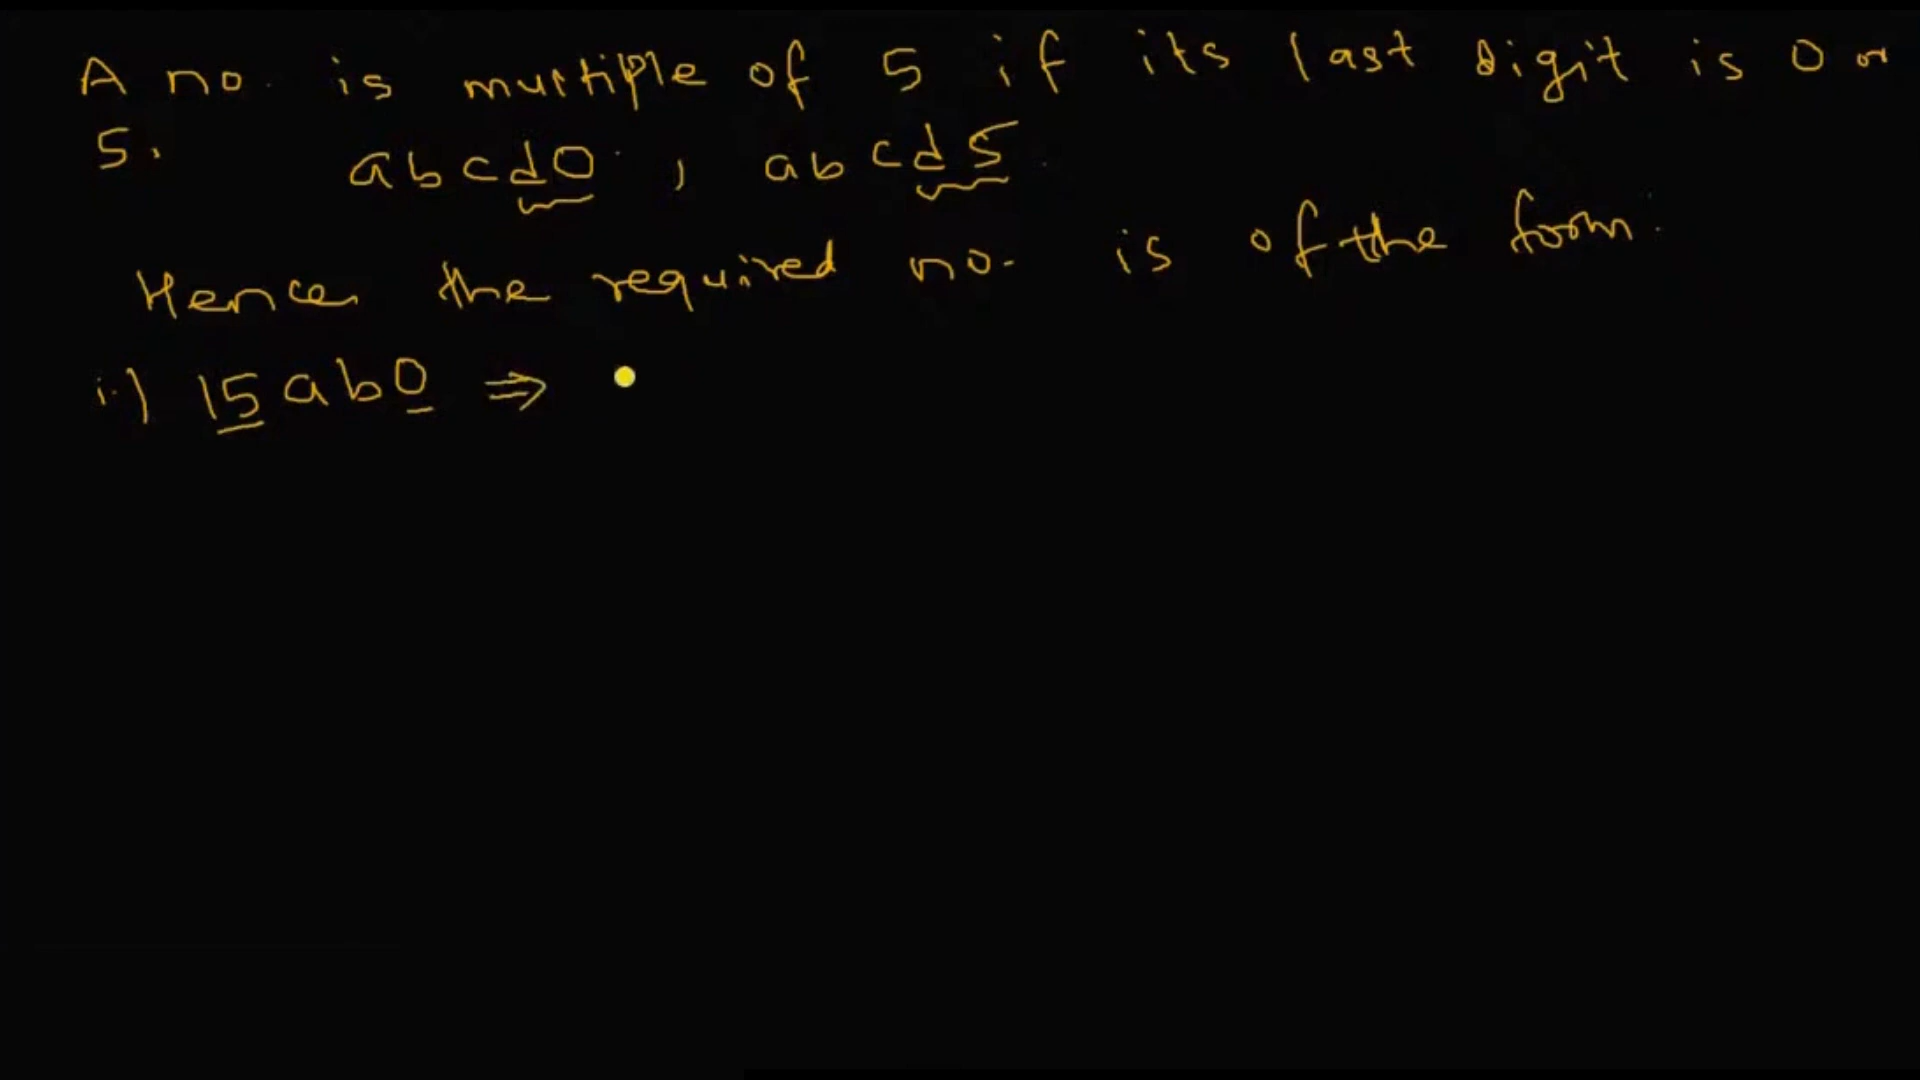 A no. is multiple of 5 if its last digit is 0 or
5. abcd0, abcd5
Hence the required no. is of the form.
i.) 15ab0 ⇒